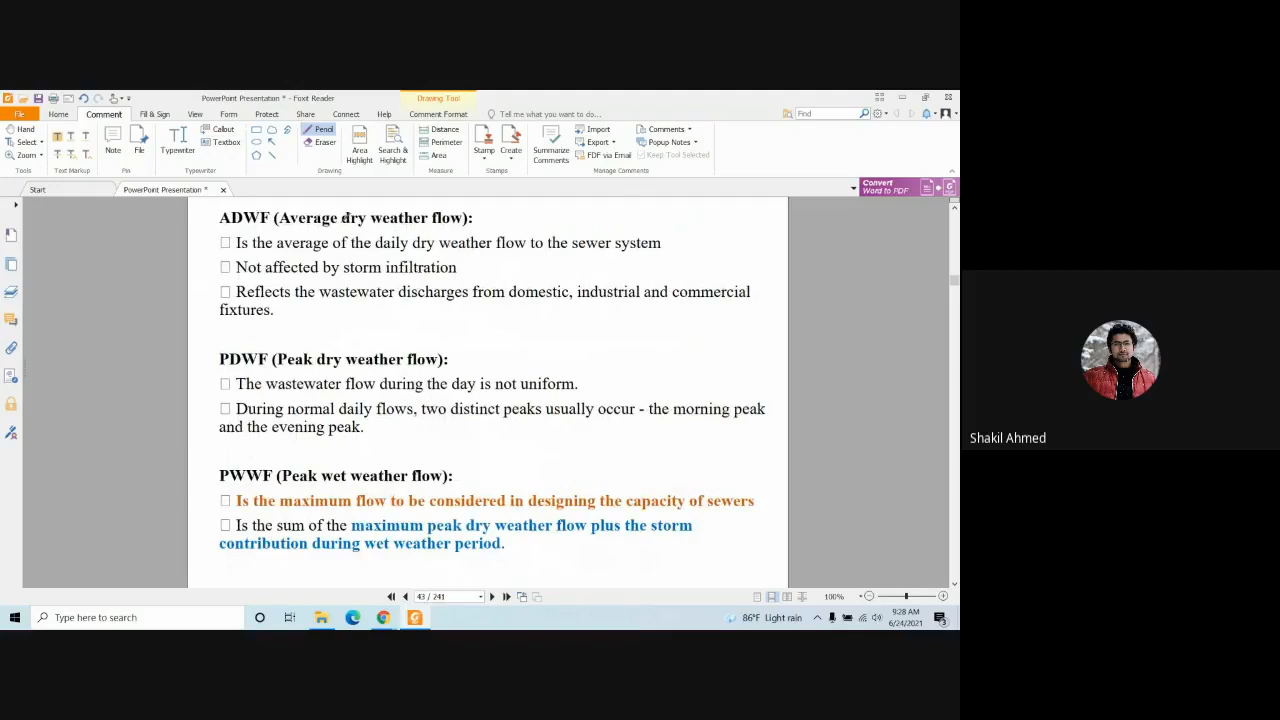 PowerPoint Presentation * - Foxit Reader
Drawing Tool
File Home Comment Fill & Sign View Form Protect Share Connect Help Comment Format Tell me what you want to do... Find
Hand
Select
Zoom
Tools
Text Markup
Note
File
Pin
Typewriter
Callout
Textbox
Typewriter
Pencil
Eraser
Drawing
Area Highlight
Search & Highlight
Distance
Perimeter
Area
Measure
Stamp
Create
Stamps
Summarize Comments
Import
Export
FDF via Email
Comments
Popup Notes
Keep Tool Selected
Manage Comments
Start
PowerPoint Presentation *
Convert
Word to PDF
ADWF (Average dry weather flow):
Is the average of the daily dry weather flow to the sewer system
Not affected by storm infiltration
Reflects the wastewater discharges from domestic, industrial and commercial
fixtures.
PDWF (Peak dry weather flow):
The wastewater flow during the day is not uniform.
During normal daily flows, two distinct peaks usually occur - the morning peak
and the evening peak.
PWWF (Peak wet weather flow):
Is the maximum flow to be considered in designing the capacity of sewers
Is the sum of the maximum peak dry weather flow plus the storm
contribution during wet weather period.
43 / 241
100%
Type here to search
86°F Light rain
9:28 AM
6/24/2021
3
Shakil Ahmed